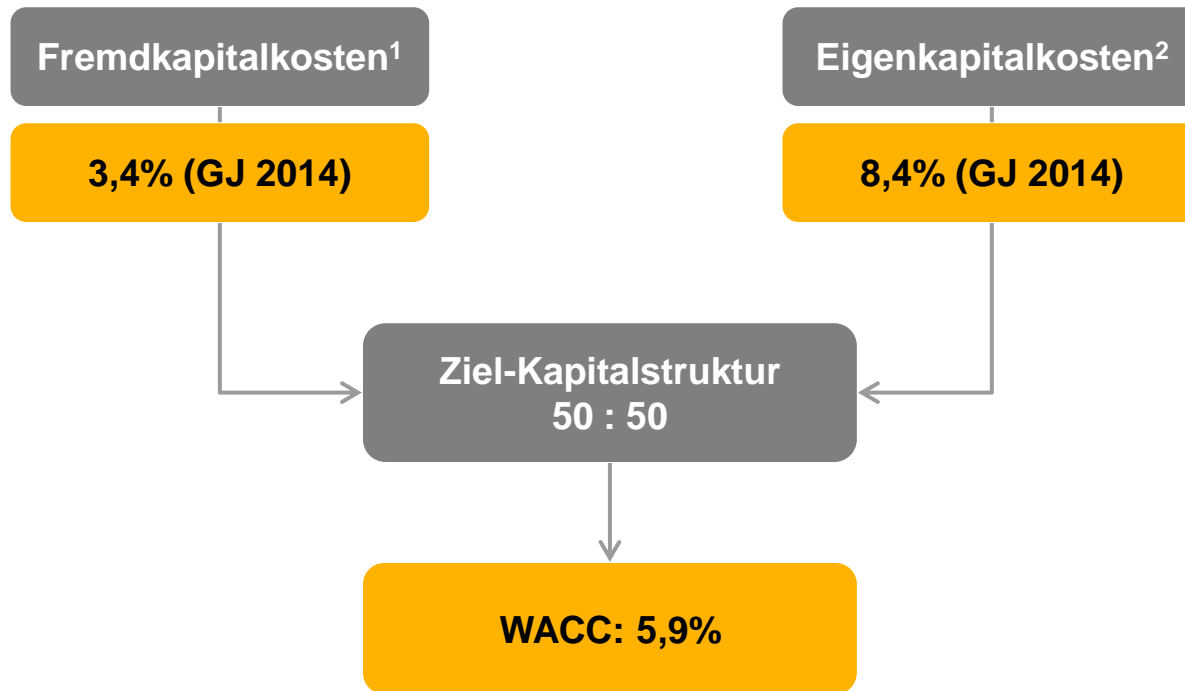 Fremdkapitalkosten¹
Eigenkapitalkosten²
3,4% (GJ 2014)
8,4% (GJ 2014)
Ziel-Kapitalstruktur
50 : 50
WACC: 5,9%